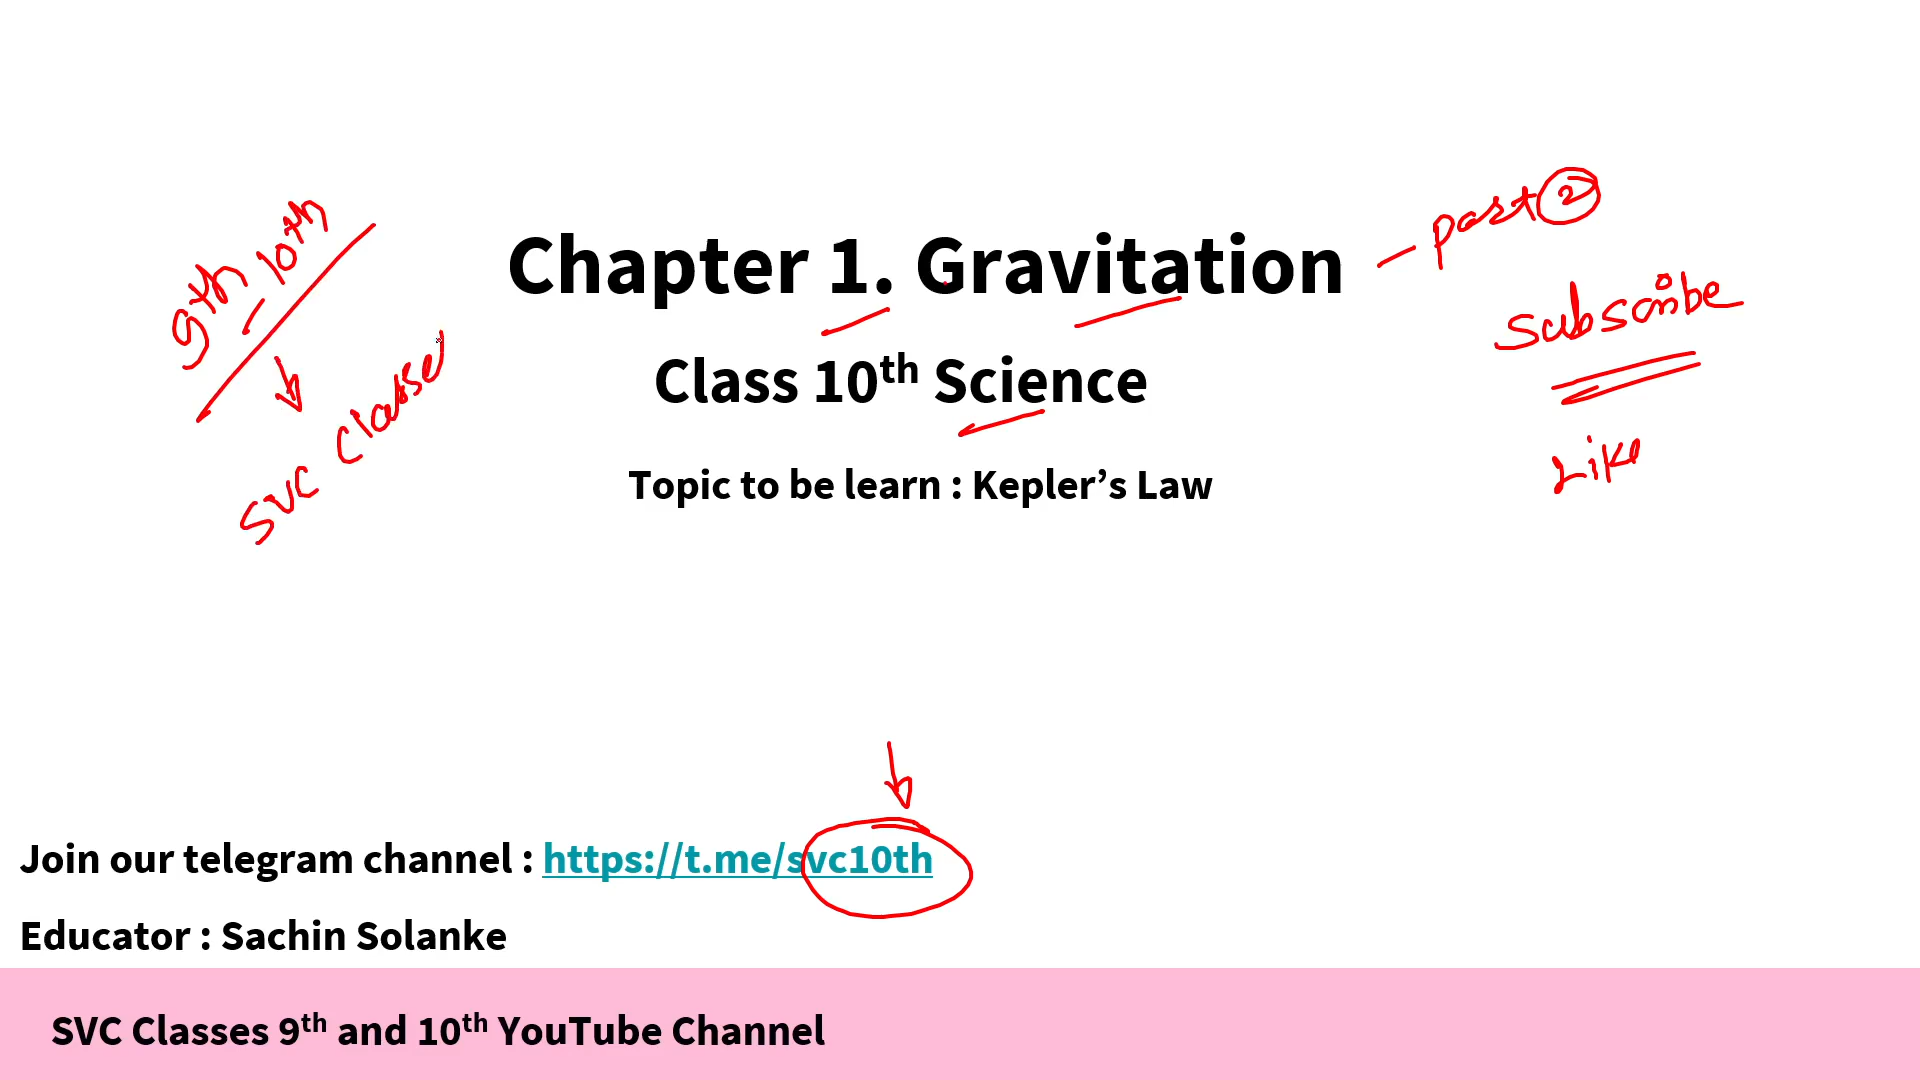 Chapter 1. Gravitation
- part 2
Class 10th Science
Topic to be learn : Kepler’s Law
9th - 10th
SVC Classe
Subscribe
Like
Join our telegram channel : https://t.me/svc10th
Educator : Sachin Solanke
SVC Classes 9th and 10th YouTube Channel